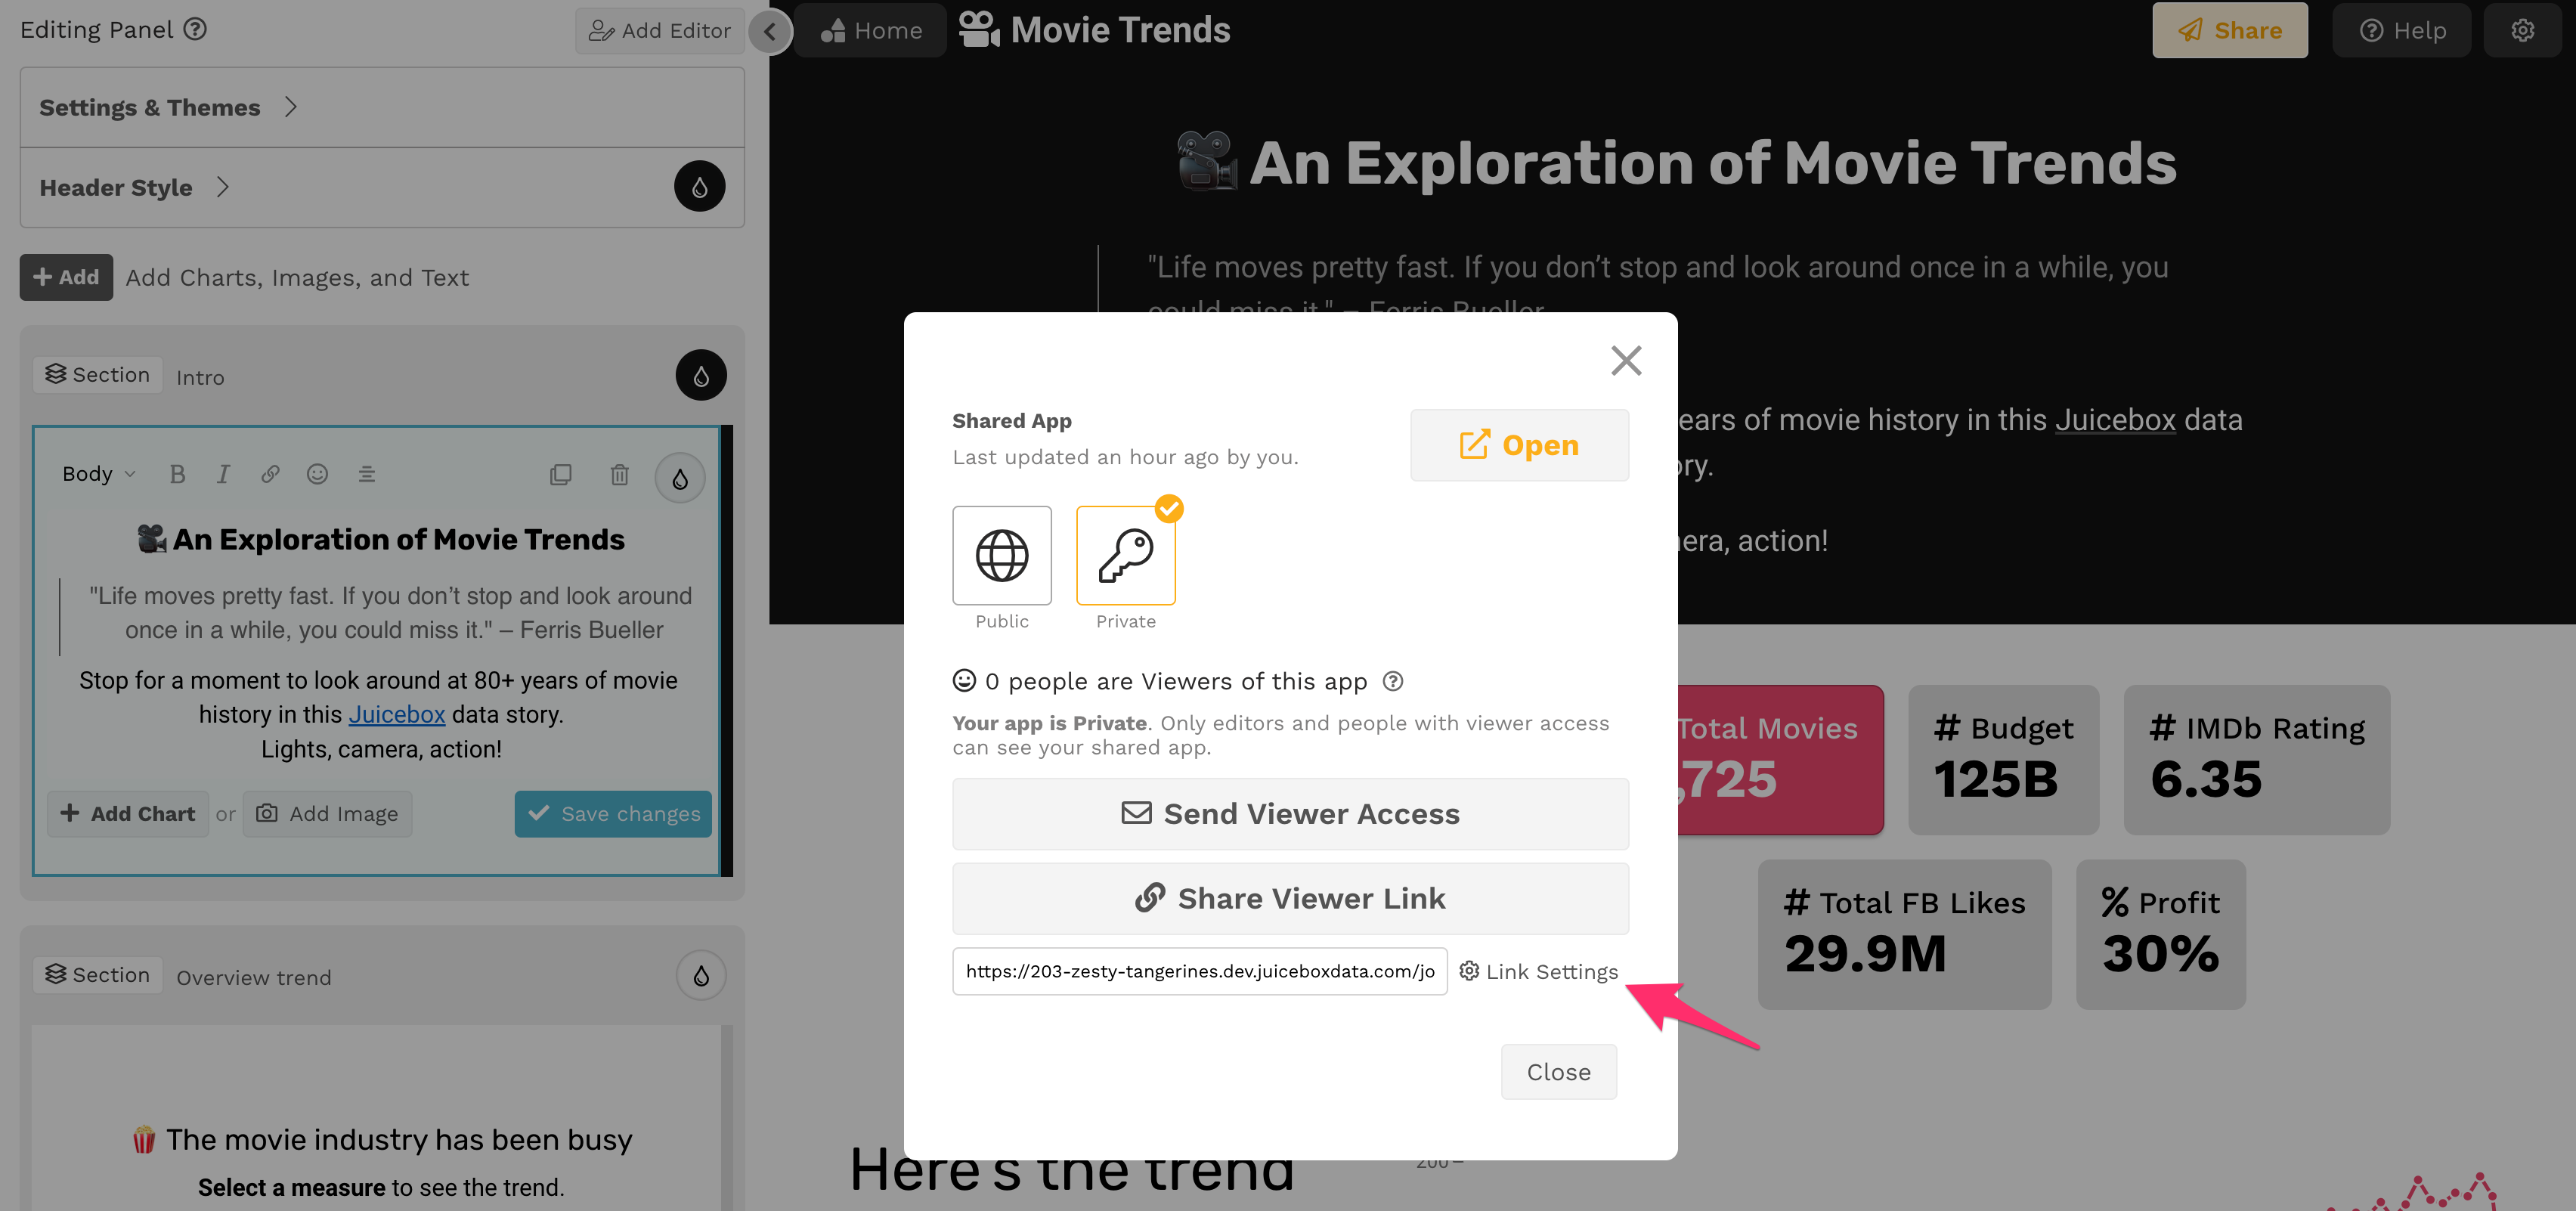 Editing Panel
Add Editor
Settings & Themes
Header Style
Add
Add Charts, Images, and Text
Section
Intro
Body
B I
An Exploration of Movie Trends
"Life moves pretty fast. If you don’t stop and look around
once in a while, you could miss it." – Ferris Bueller
Stop for a moment to look around at 80+ years of movie
history in this Juicebox data story.
Lights, camera, action!
Add Chart or Add Image
Save changes
Section
Overview trend
The movie industry has been busy
Select a measure to see the trend.
Home
Movie Trends
Share
Help
An Exploration of Movie Trends
"Life moves pretty fast. If you don’t stop and look around once in a while, you
could miss it." – Ferris Bueller
ears of movie history in this Juicebox data
ry.
era, action!
Shared App
Last updated an hour ago by you.
Open
Public
Private
0 people are Viewers of this app
Your app is Private. Only editors and people with viewer access
can see your shared app.
Send Viewer Access
Share Viewer Link
https://203-zesty-tangerines.dev.juiceboxdata.com/jo
Link Settings
Close
Total Movies
,725
# Budget
125B
# IMDb Rating
6.35
# Total FB Likes
29.9M
% Profit
30%
Here's the trend
200